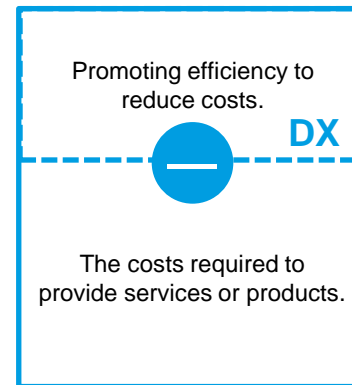 Promoting efficiency to
reduce costs.
DX
The costs required to
provide services or products.